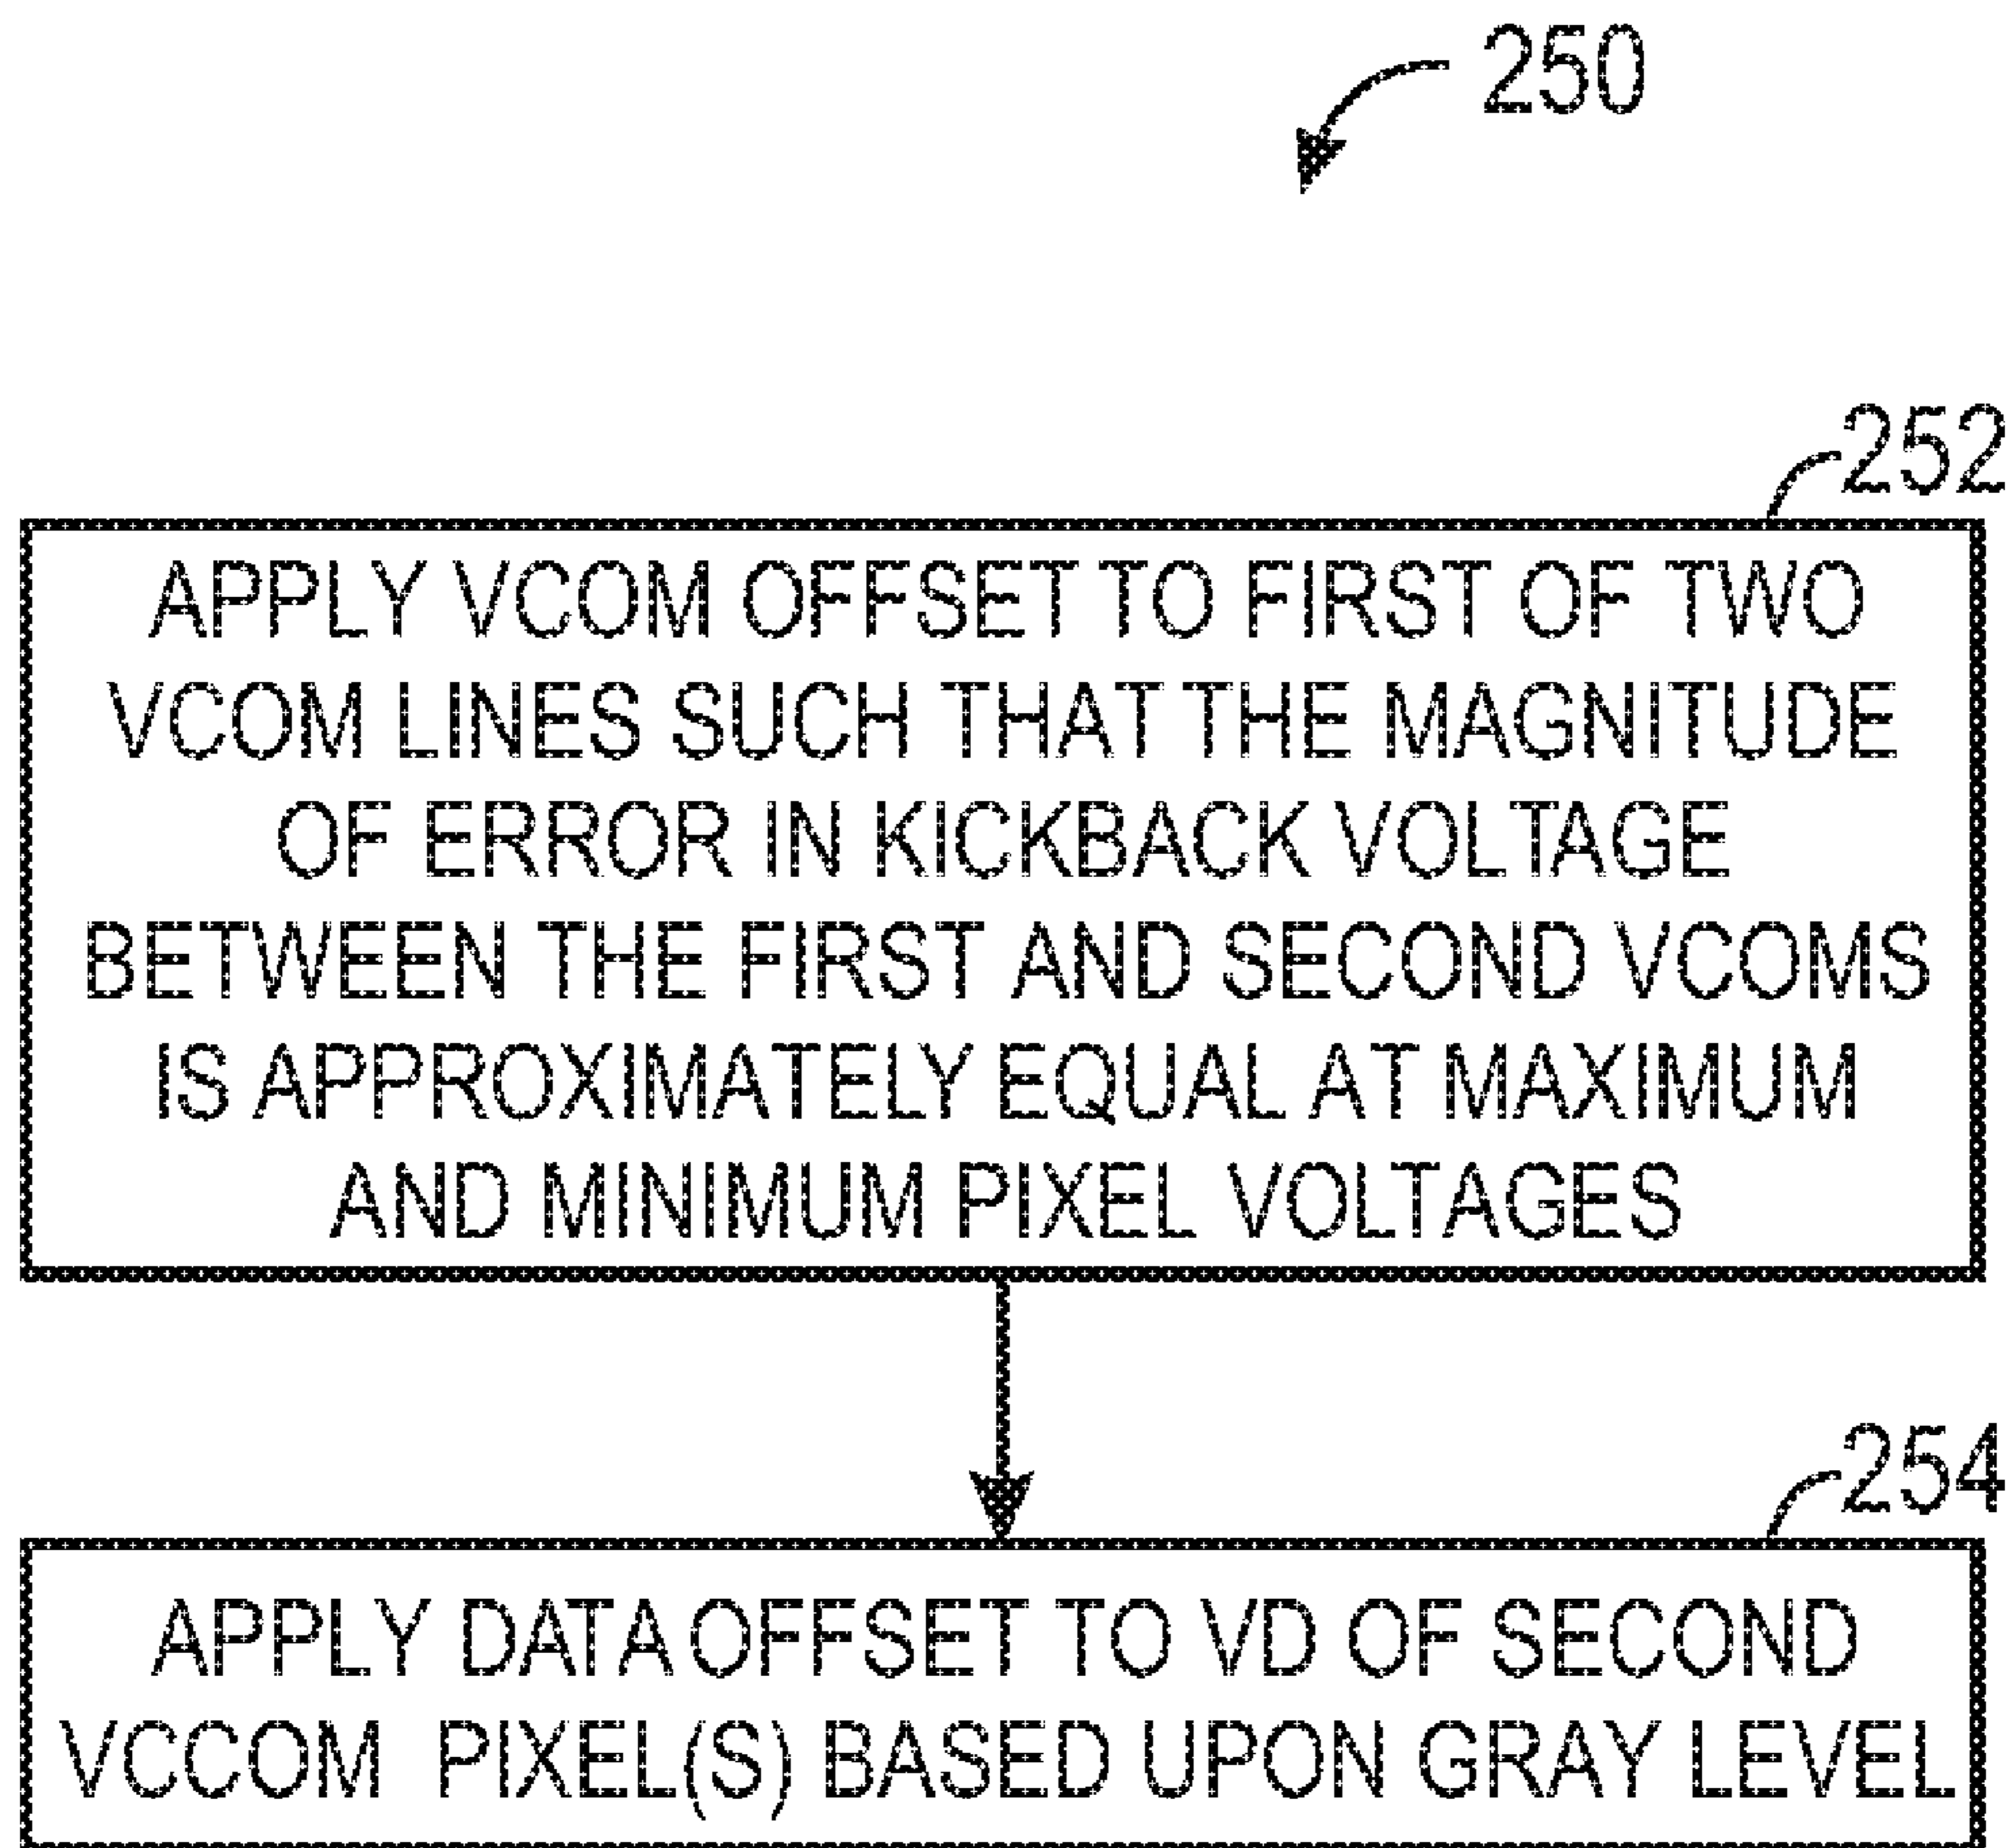 250
252
APPLY VCOM OFFSET TO FIRST OF TWO
VCOM LINES SUCH THAT THE MAGNITUDE
OF ERROR IN KICKBACK VOLTAGE
BETWEEN THE FIRST AND SECOND VCOMS
IS APPROXIMATELY EQUAL AT MAXIMUM
AND MINIMUM PIXEL VOLTAGES
254
APPLY DATA OFFSET TO VD OF SECOND
VCCOM PIXEL(S) BASED UPON GRAY LEVEL